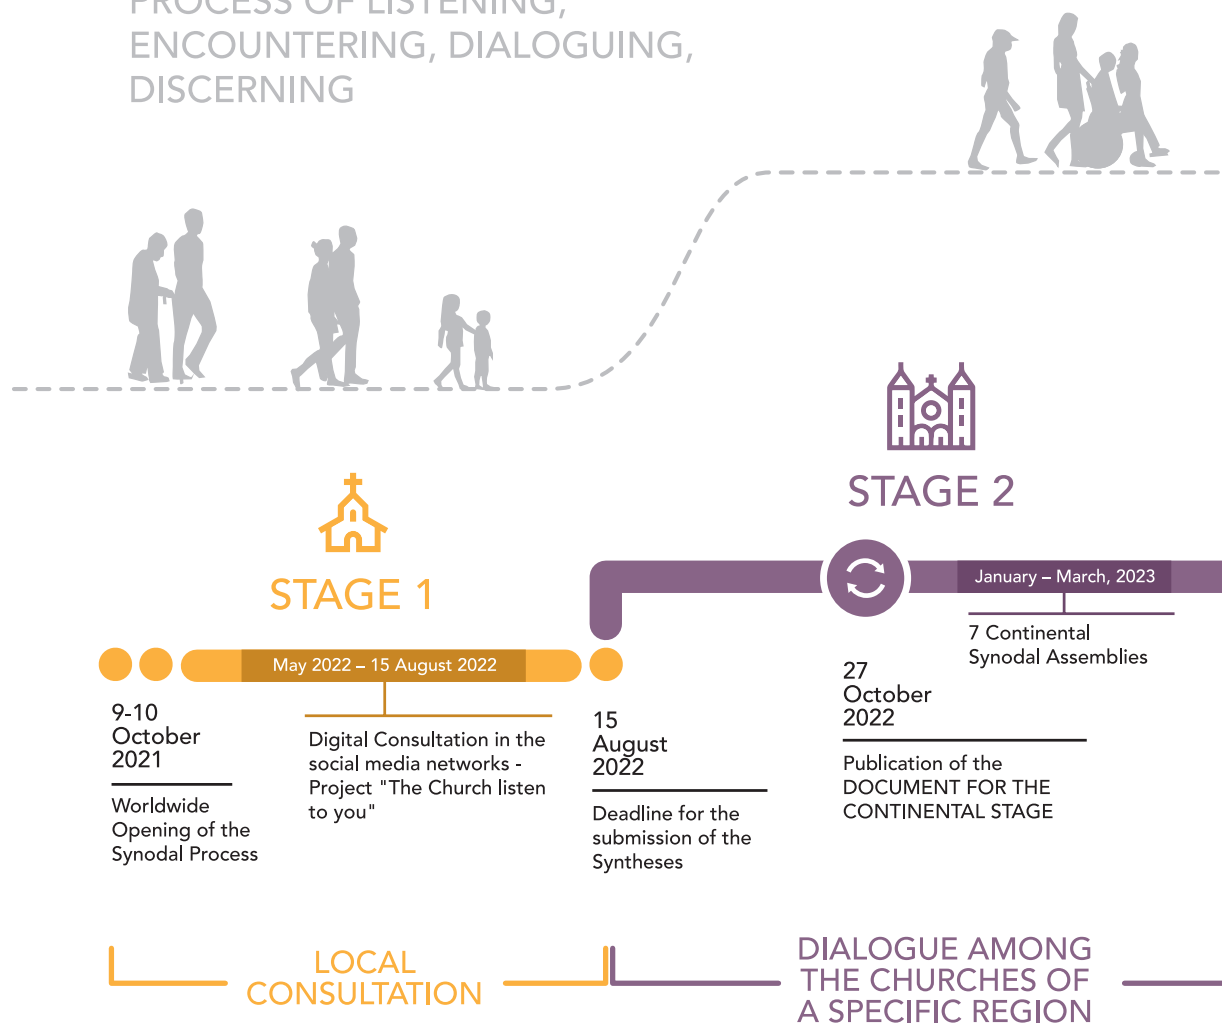 PROCESS OF LISTENING,
ENCOUNTERING, DIALOGUING,
DISCERNING
STAGE 1
May 2022 – 15 August 2022
9-10
October
2021
Worldwide
Opening of the
Synodal Process
Digital Consultation in the
social media networks -
Project "The Church listen
to you"
15
August
2022
Deadline for the
submission of the
Syntheses
LOCAL
CONSULTATION
STAGE 2
January – March, 2023
7 Continental
Synodal Assemblies
27
October
2022
Publication of the
DOCUMENT FOR THE
CONTINENTAL STAGE
DIALOGUE AMONG
THE CHURCHES OF
A SPECIFIC REGION